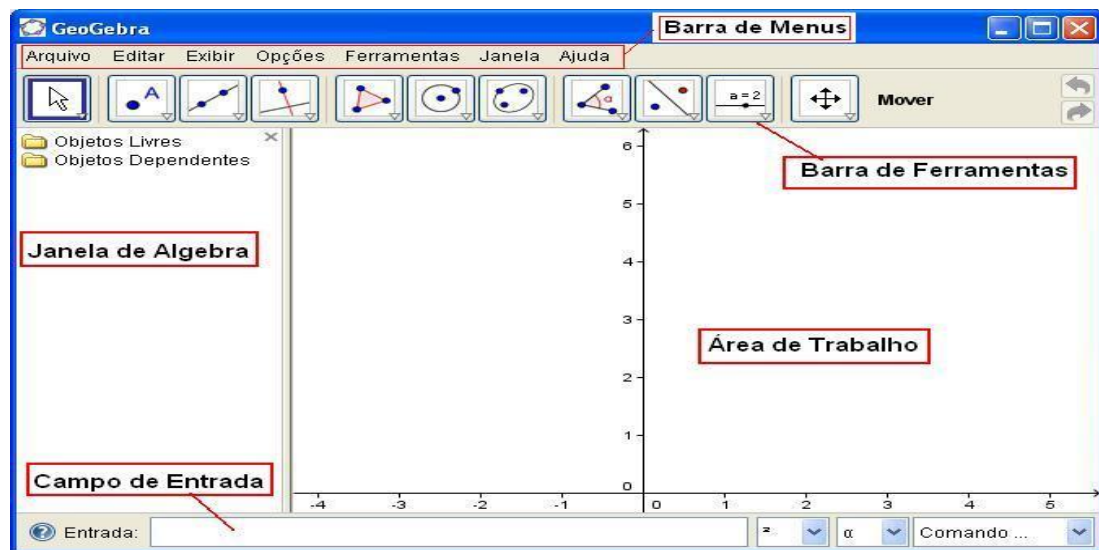 GeoGebra
Barra de Menus
Arquivo Editar Exibir Opções Ferramentas Janela Ajuda
A
α
a=2
Mover
Objetos Livres
Objetos Dependentes
Barra de Ferramentas
6
5
Janela de Algebra
4
3
Área de Trabalho
2
1
Campo de Entrada
0
-4 -3 -2 -1 0 1 2 3 4 5
Entrada: ² α Comando ...